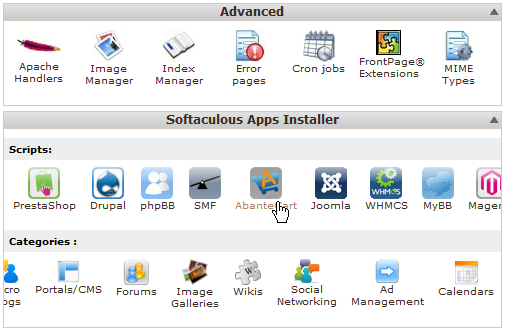 Advanced
Apache Handlers
Image Manager
Index Manager
Error pages
Cron jobs
FrontPage® Extensions
MIME Types
Softaculous Apps Installer
Scripts:
PrestaShop
Drupal
phpBB
SMF
AbanteCart
Joomla
WHMCS
WHMCS
MyBB
Magen
Categories :
cro ogs
Portals/CMS
Forums
Image Galleries
Wikis
Social Networking
Ad Management
Calendars